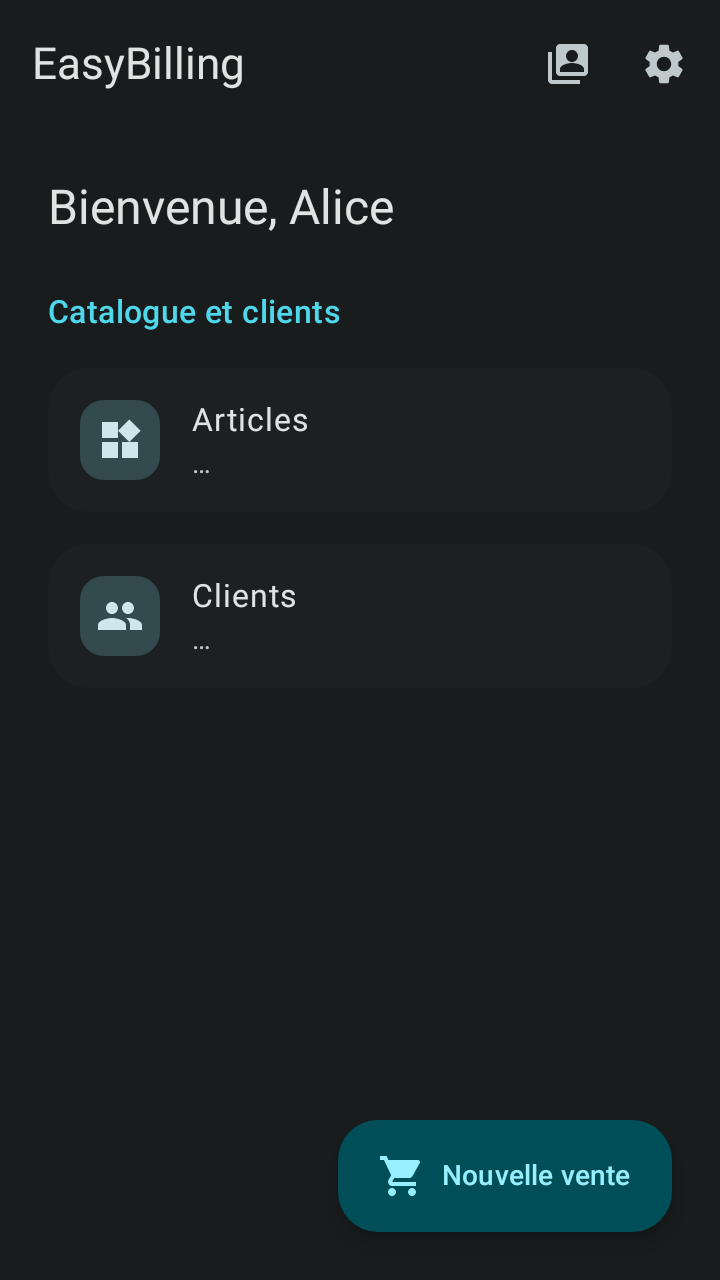 EasyBilling
Bienvenue, Alice
Catalogue et clients
Articles
...
Clients
...
Nouvelle vente